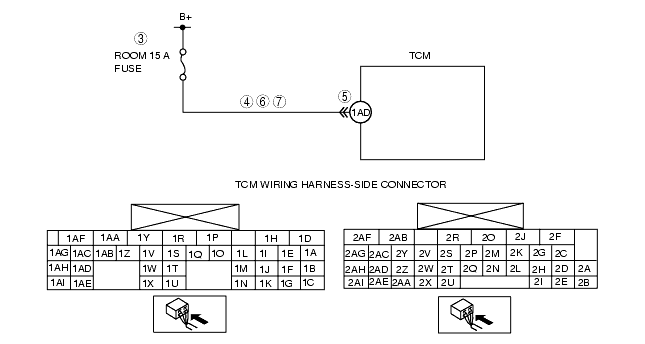 B+
③
ROOM 15 A
FUSE
TCM
④ ⑥ ⑦
⑤
1AD
TCM WIRING HARNESS-SIDE CONNECTOR
1AF 1AA 1Y 1R 1P 1H 1D
1AG 1AC 1AB 1Z 1V 1S 1Q 1O 1L 1I 1E 1A
1AH 1AD 1W 1T 1M 1J 1F 1B
1AI 1AE 1X 1U 1N 1K 1G 1C
2AF 2AB 2R 2O 2J 2F
2AG 2AC 2Y 2V 2S 2P 2M 2K 2G 2C
2AH 2AD 2Z 2W 2T 2Q 2N 2L 2H 2D 2A
2AI 2AE 2AA 2X 2U 2I 2E 2B